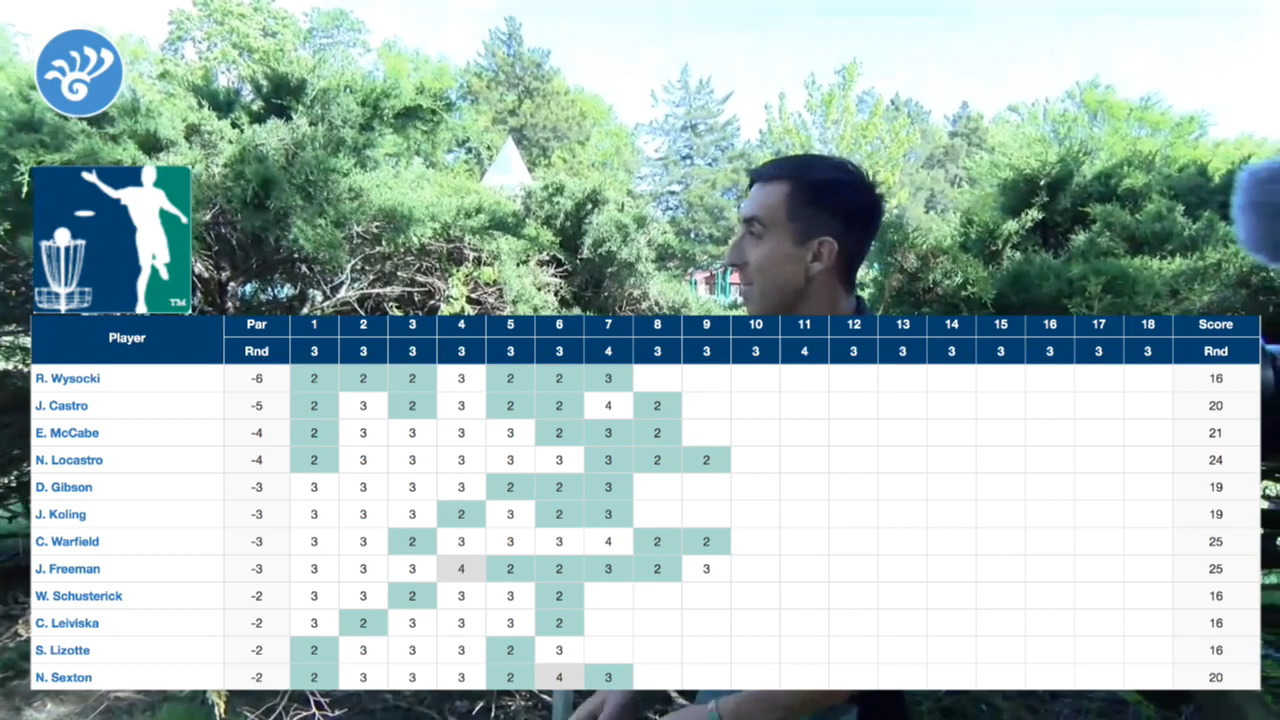 TM
Player Par 1 2 3 4 5 6 7 8 9 10 11 12 13 14 15 16 17 18 Score
Rnd 3 3 3 3 3 3 4 3 3 3 4 3 3 3 3 3 3 3 Rnd
R. Wysocki -6 2 2 2 3 2 2 3 16
J. Castro -5 2 3 2 3 2 2 4 2 20
E. McCabe -4 2 3 3 3 3 2 3 2 21
N. Locastro -4 2 3 3 3 3 3 3 2 2 24
D. Gibson -3 3 3 3 3 2 2 3 19
J. Koling -3 3 3 3 2 3 2 3 19
C. Warfield -3 3 3 2 3 3 3 4 2 2 25
J. Freeman -3 3 3 3 4 2 2 3 2 3 25
W. Schusterick -2 3 3 2 3 3 2 16
C. Leiviska -2 3 2 3 3 3 2 16
S. Lizotte -2 2 3 3 3 2 3 16
N. Sexton -2 2 3 3 3 2 4 3 20